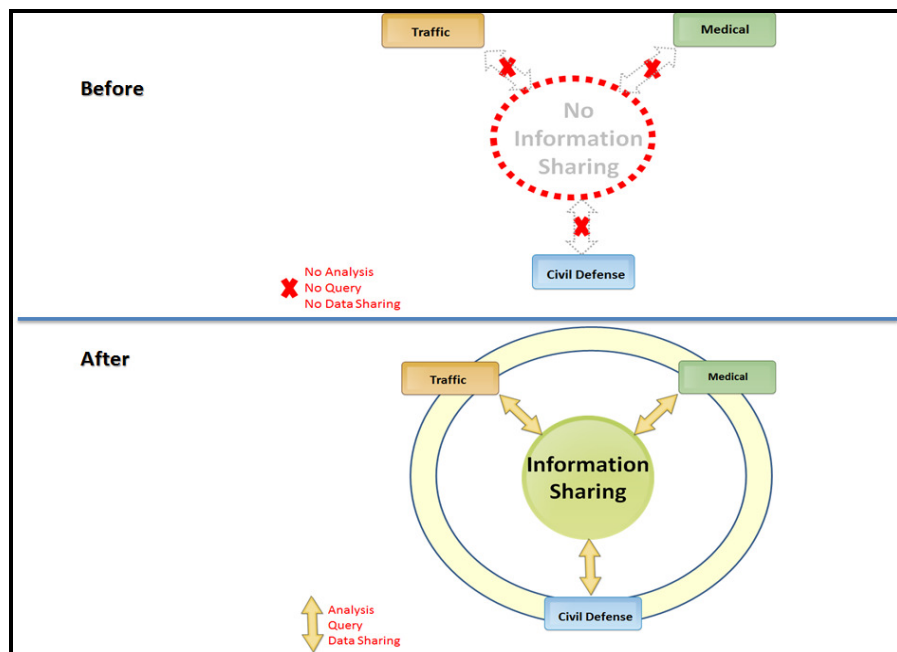 Traffic
Medical
Before
No
Information
Sharing
Civil Defense
No Analysis
No Query
No Data Sharing
After
Traffic
Medical
Information
Sharing
Civil Defense
Analysis
Query
Data Sharing